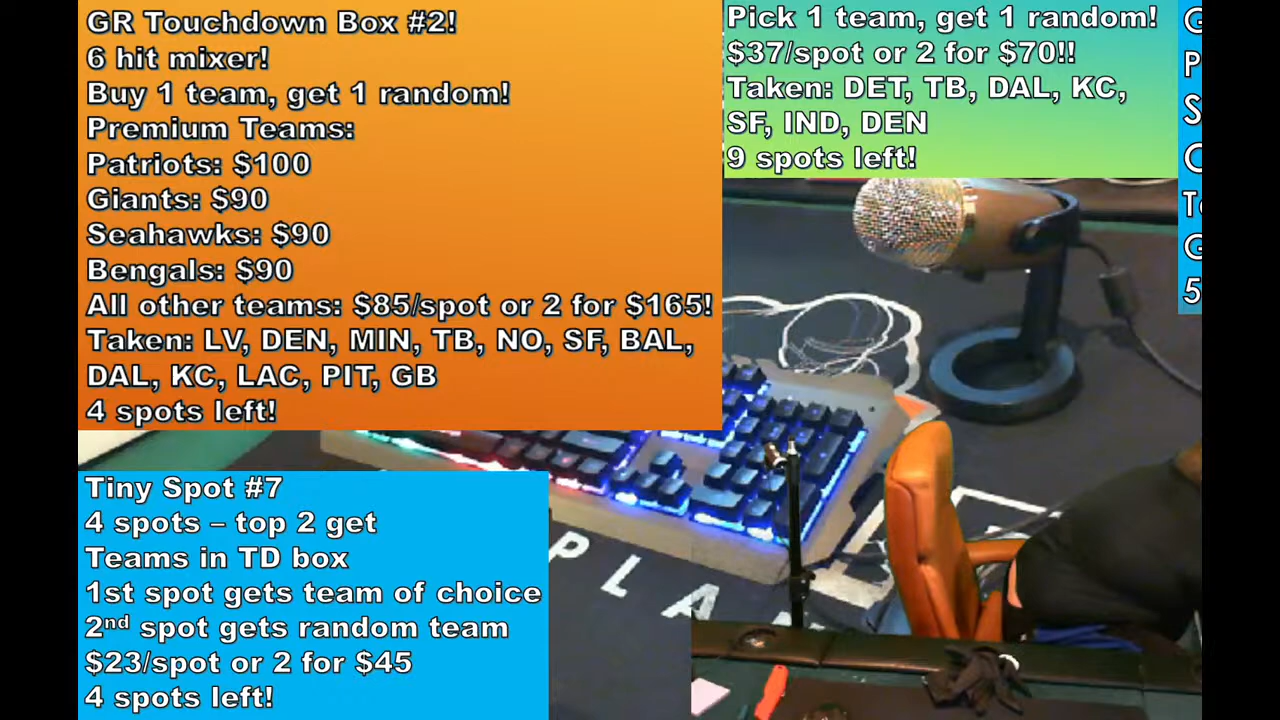 GR Touchdown Box #2!
6 hit mixer!
Buy 1 team, get 1 random!
Premium Teams:
Patriots: $100
Giants: $90
Seahawks: $90
Bengals: $90
All other teams: $85/spot or 2 for $165!
Taken: LV, DEN, MIN, TB, NO, SF, BAL,
DAL, KC, LAC, PIT, GB
4 spots left!
Pick 1 team, get 1 random!
$37/spot or 2 for $70!!
Taken: DET, TB, DAL, KC,
SF, IND, DEN
9 spots left!
Tiny Spot #7
4 spots – top 2 get
Teams in TD box
1st spot gets team of choice
2nd spot gets random team
$23/spot or 2 for $45
4 spots left!